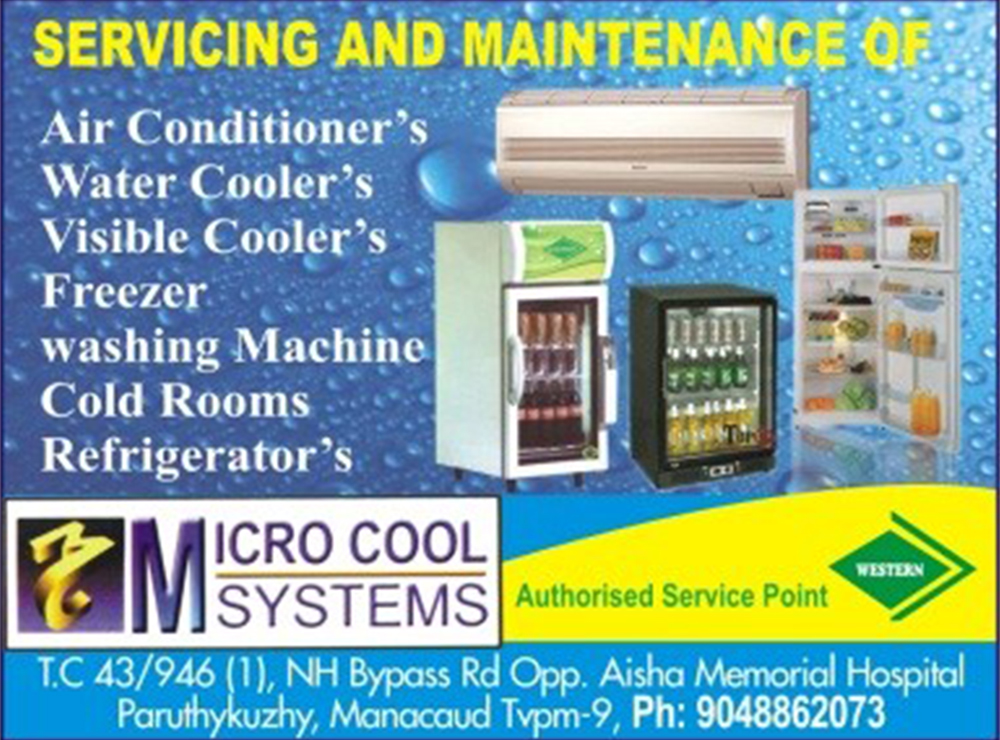 SERVICING AND MAINTENANCE OF
Air Conditioner's
Water Cooler's
Visible Cooler's
Freezer
washing Machine
Cold Rooms
Refrigerator's
MICRO COOL
SYSTEMS
Authorised Service Point
WESTERN
T.C 43/946 (1), NH Bypass Rd Opp. Aisha Memorial Hospital
Paruthykuzhy, Manacaud Tvpm-9, Ph: 9048862073